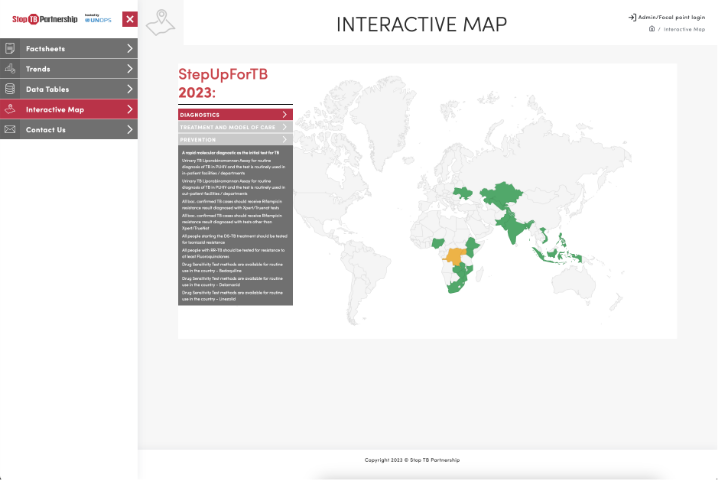 Stop TB Partnership
hosted by
UNOPS
INTERACTIVE MAP
Admin/Focal point login
/ Interactive Map
Factsheets
Trends
Data Tables
Interactive Map
Contact Us
StepUpForTB
2023:
DIAGNOSTICS
TREATMENT AND MODEL OF CARE
PREVENTION
A rapid molecular diagnostic as the initial test for TB
Urinary TB Lipoarabinomannan Assay for routine
diagnosis of TB in PLHIV and the test is routinely used in
in-patient facilities / departments
Urinary TB Lipoarabinomannan Assay for routine
diagnosis of TB in PLHIV and the test is routinely used in
out-patient facilities / departments
All bac. confirmed TB cases should receive Rifampicin
resistance result diagnosed with Xpert/Truenat tests
All bac. confirmed TB cases should receive Rifampicin
resistance result diagnosed with tests other than
Xpert/TrueNat
All people starting the DS-TB treatment should be tested
for Isoniazid resistance
All people with RR-TB should be tested for resistance to
at least Fluoroquinolones
Drug Sensitivity Test methods are available for routine
use in the country - Bedaquiline
Drug Sensitivity Test methods are available for routine
use in the country - Delamanid
Drug Sensitivity Test methods are available for routine
use in the country - Linezolid
Copyright 2023 © Stop TB Partnership